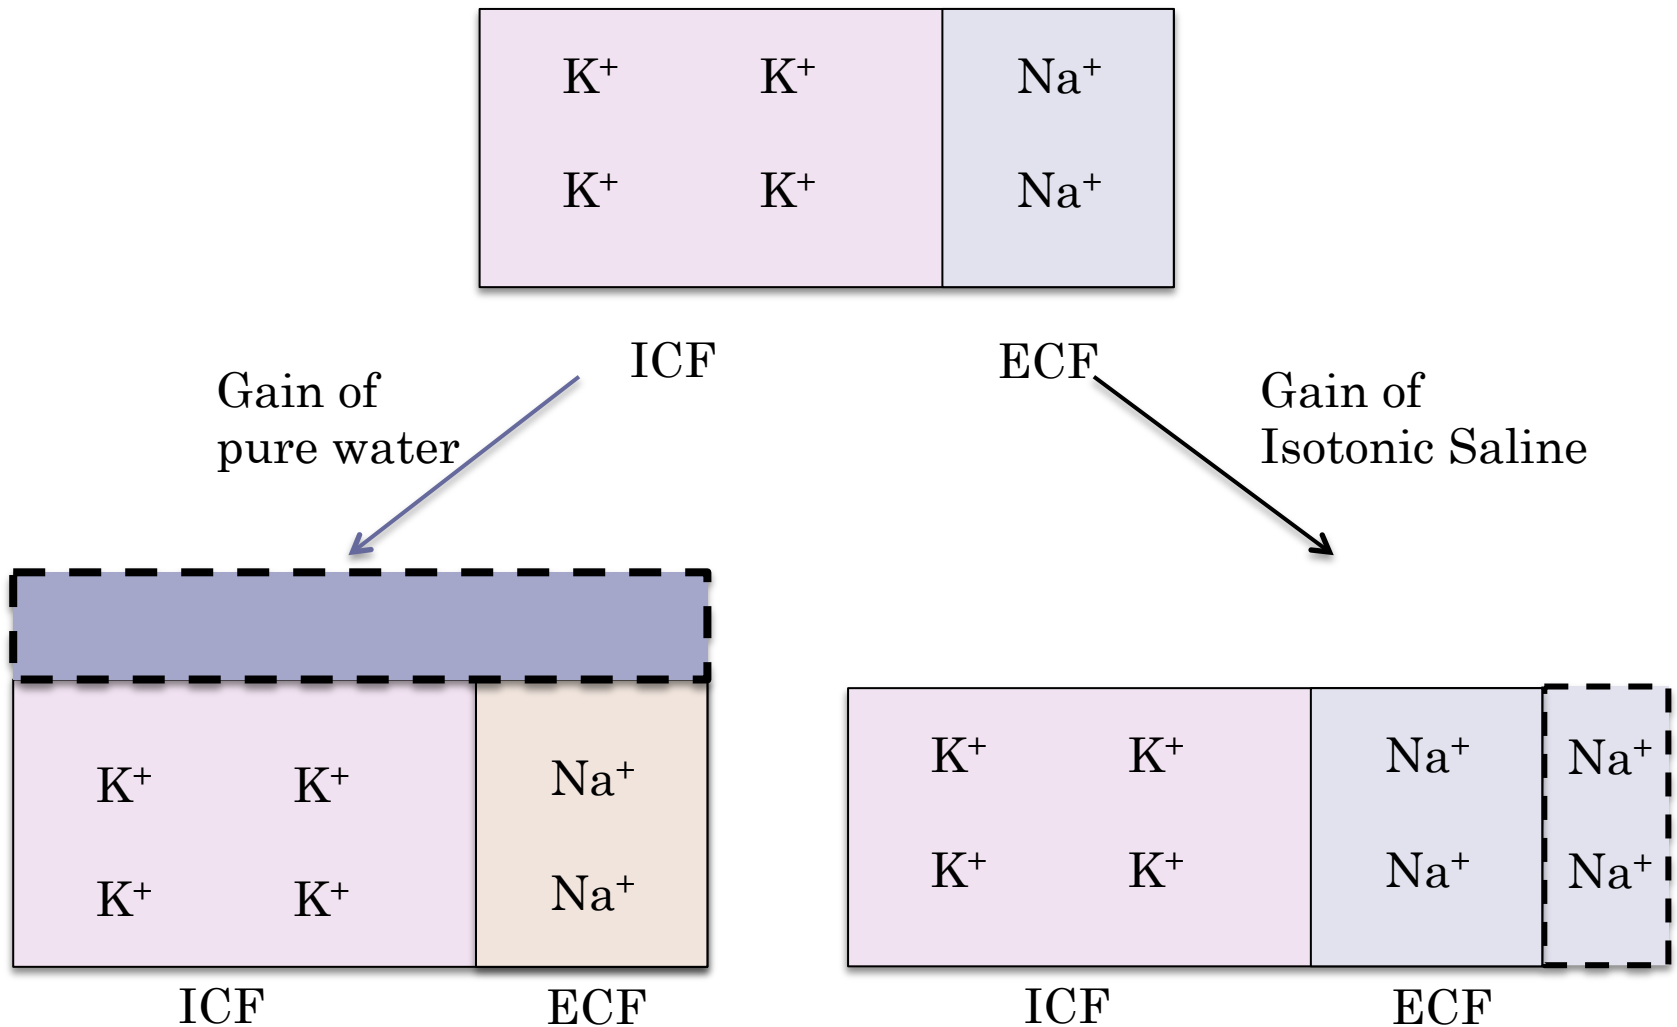 K⁺ K⁺ Na⁺
K⁺ K⁺ Na⁺
ICF ECF
Gain of
pure water
Gain of
Isotonic Saline
K⁺ K⁺ Na⁺
K⁺ K⁺ Na⁺
ICF ECF
K⁺ K⁺ Na⁺ Na⁺
K⁺ K⁺ Na⁺ Na⁺
ICF ECF